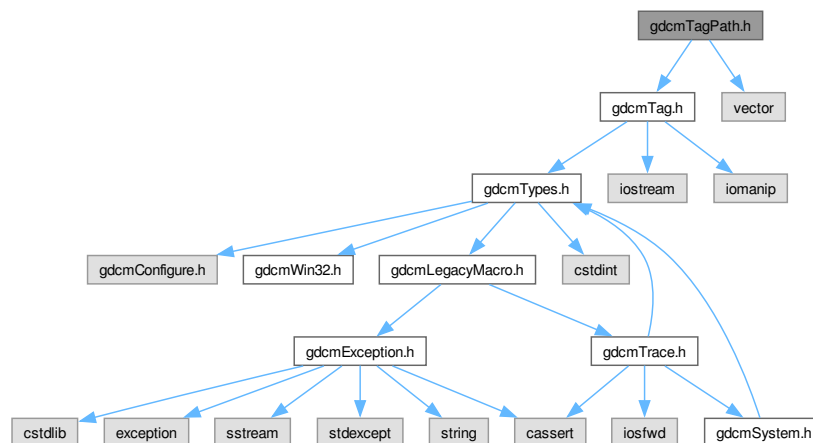 gdcmTagPath.h
gdcmTag.h
vector
gdcmTypes.h
iostream
iomanip
gdcmConfigure.h
gdcmWin32.h
gdcmLegacyMacro.h
cstdint
gdcmException.h
gdcmTrace.h
cstdlib
exception
sstream
stdexcept
string
cassert
iosfwd
gdcmSystem.h